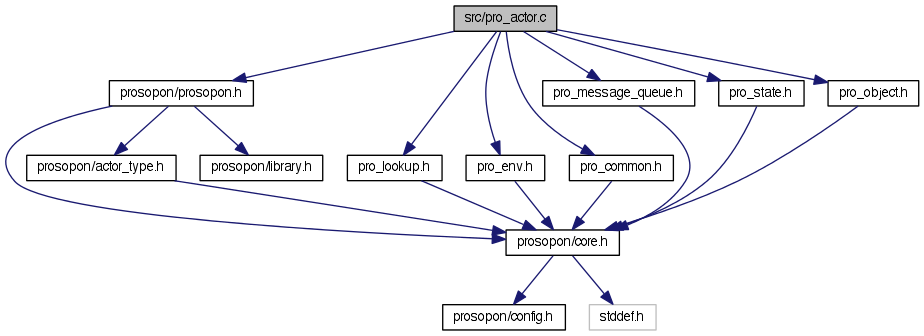 src/pro_actor.c
prosopon/prosopon.h
pro_message_queue.h
pro_state.h
pro_object.h
prosopon/actor_type.h
prosopon/library.h
pro_lookup.h
pro_env.h
pro_common.h
prosopon/core.h
prosopon/config.h
stddef.h